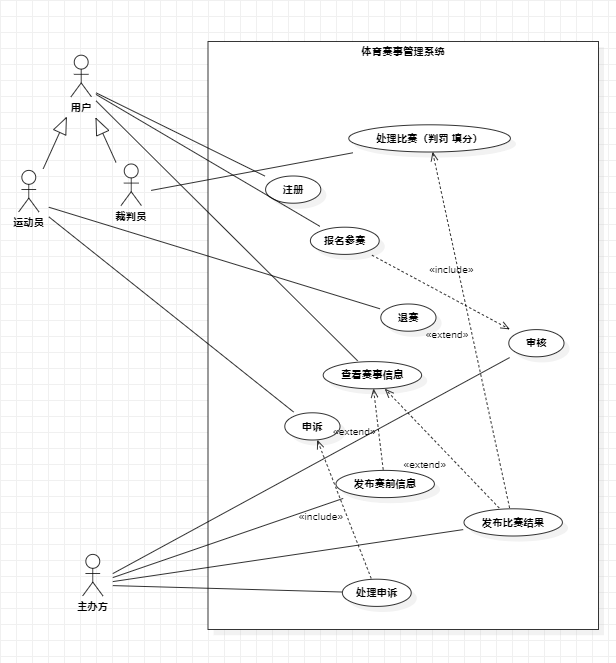 体育赛事管理系统
用户
处理比赛（判罚 填分）
注册
裁判员
运动员
报名参赛
«include»
退赛
«extend»
审核
查看赛事信息
申诉
«extend»
«extend»
发布赛前信息
«include»
发布比赛结果
处理申诉
主办方